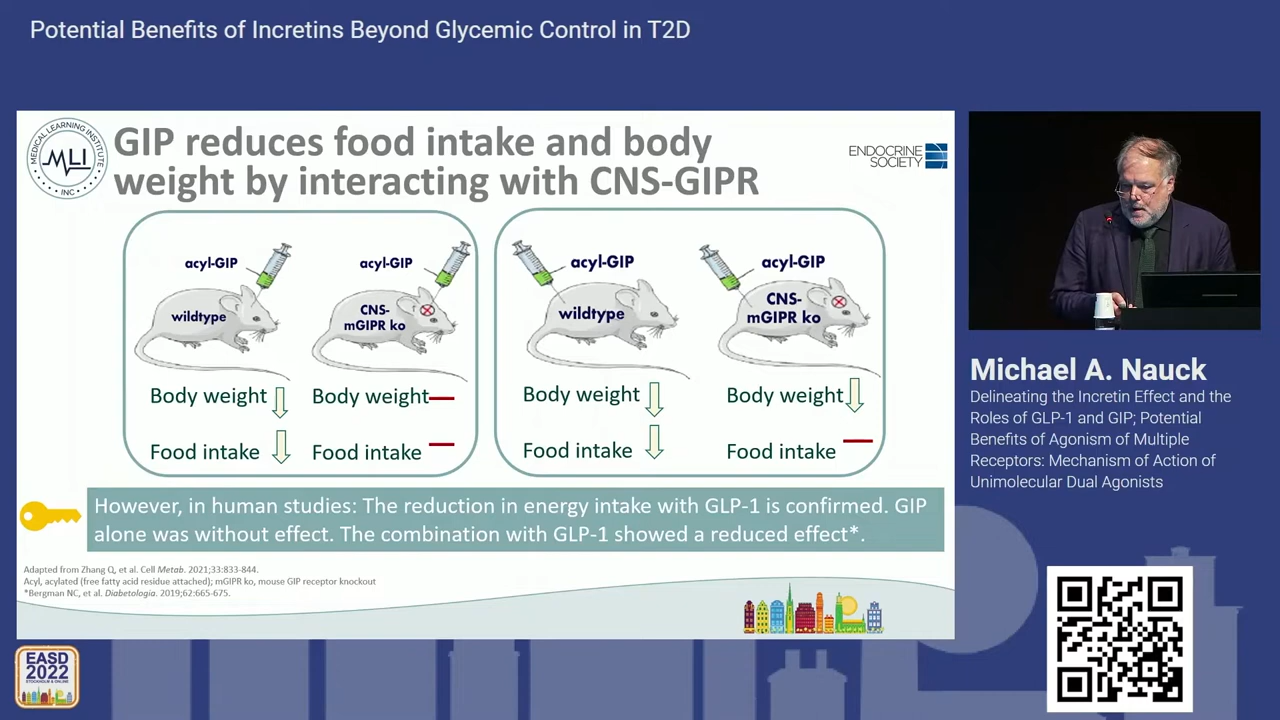 Potential Benefits of Incretins Beyond Glycemic Control in T2D
MEDICAL LEARNING INSTITUTE
MLI
INC
GIP reduces food intake and body
weight by interacting with CNS-GIPR
ENDOCRINE
SOCIETY
acyl-GIP
wildtype
Body weight
Food intake
acyl-GIP
CNS-
mGIPR ko
Body weight
Food intake
acyl-GIP
wildtype
Body weight
Food intake
acyl-GIP
CNS-
mGIPR ko
Body weight
Food intake
However, in human studies: The reduction in energy intake with GLP-1 is confirmed. GIP
alone was without effect. The combination with GLP-1 showed a reduced effect*.
Adapted from Zhang Q, et al. Cell Metab. 2021;33:833-844.
Acyl, acylated (free fatty acid residue attached); mGIPR ko, mouse GIP receptor knockout
*Bergman NC, et al. Diabetologia. 2019;62:665-675.
Michael A. Nauck
Delineating the Incretin Effect and the
Roles of GLP-1 and GIP; Potential
Benefits of Agonism of Multiple
Receptors: Mechanism of Action of
Unimolecular Dual Agonists
EASD
2022
STOCKHOLM & ONLINE